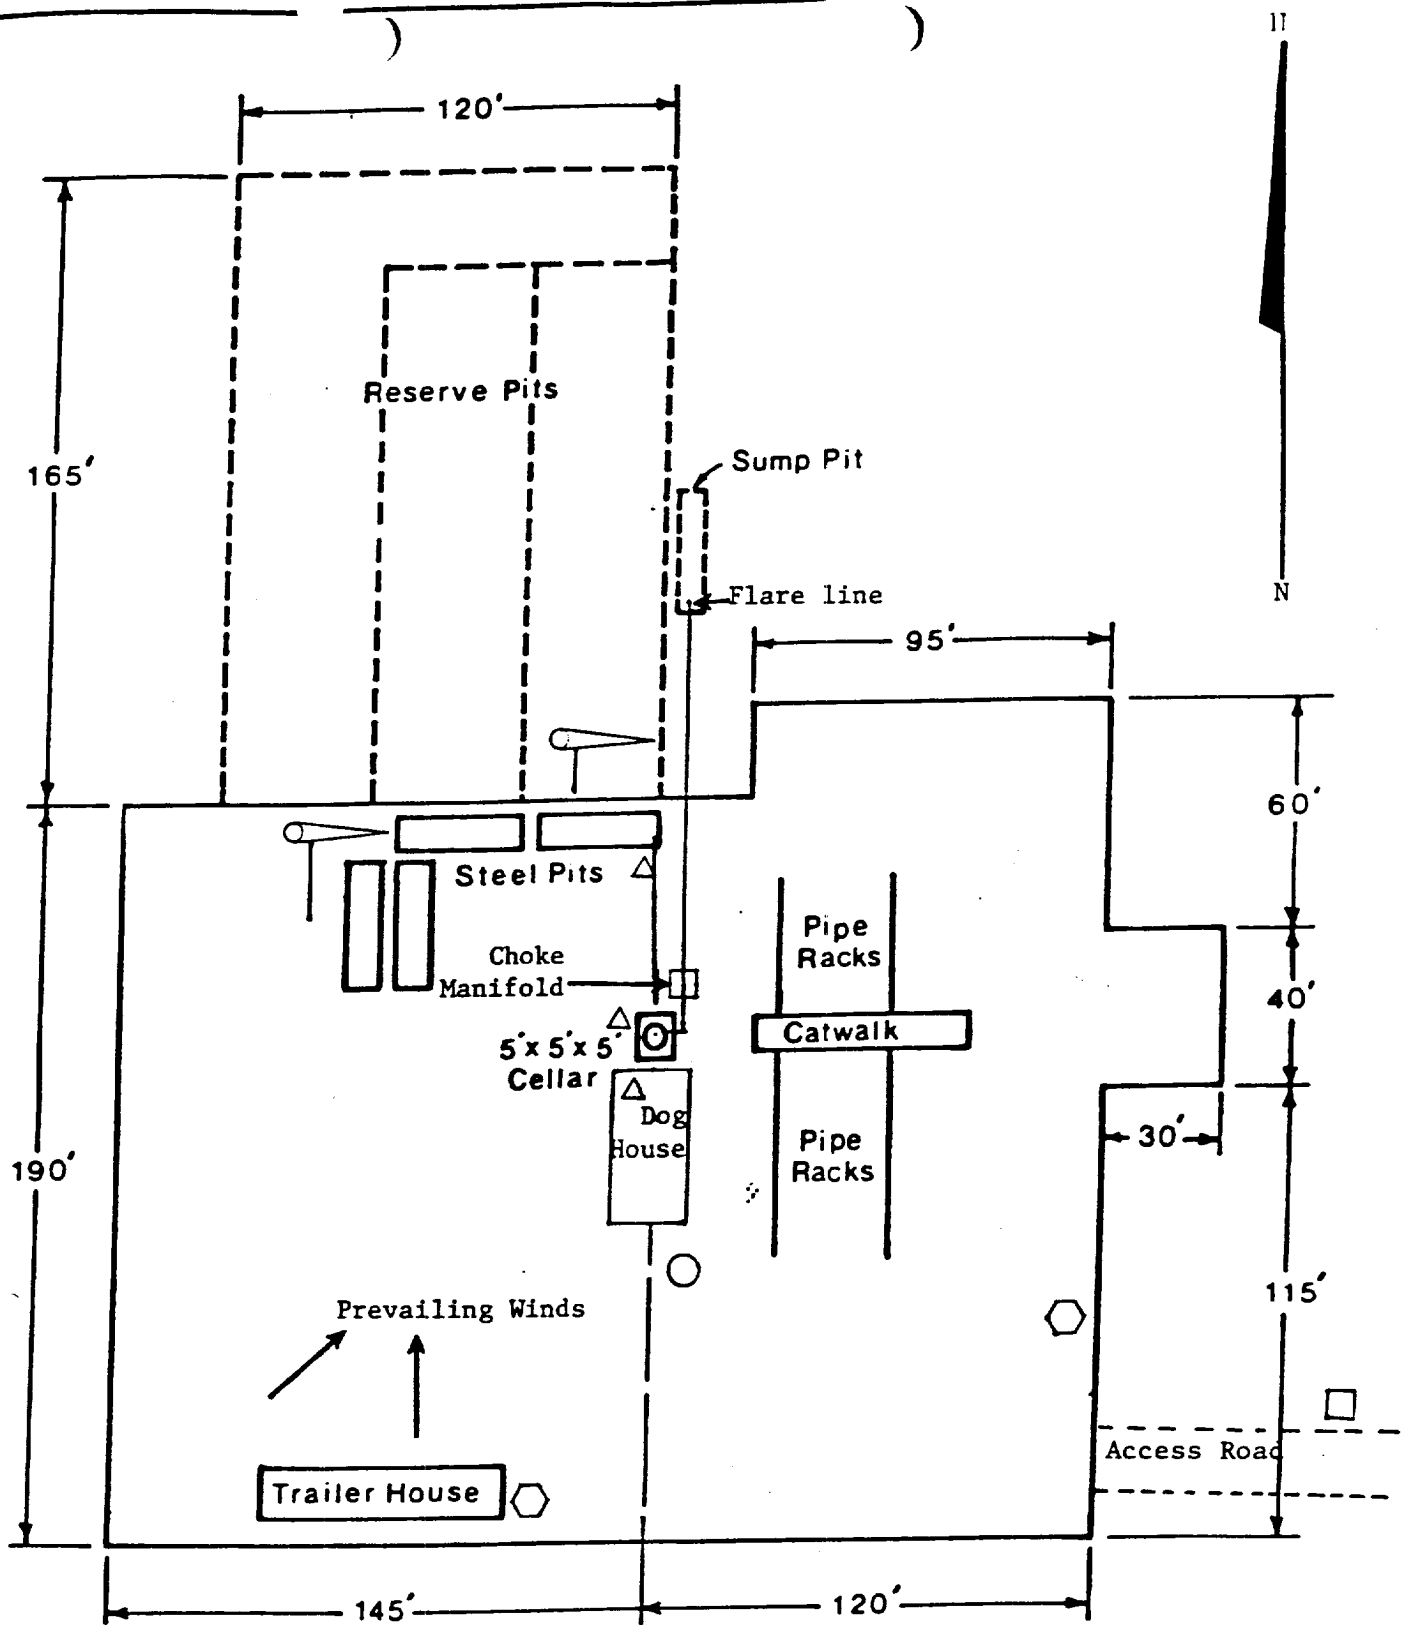 120′
165′
Reserve Pits
Sump Pit
Flare line
N
95′
60′
Steel Pits
Pipe
Racks
Choke
Manifold
40′
Catwalk
5′x 5′x 5′
Cellar
Dog
House
30′
Pipe
Racks
190′
115′
Prevailing Winds
Access Road
Trailer House
145′
120′